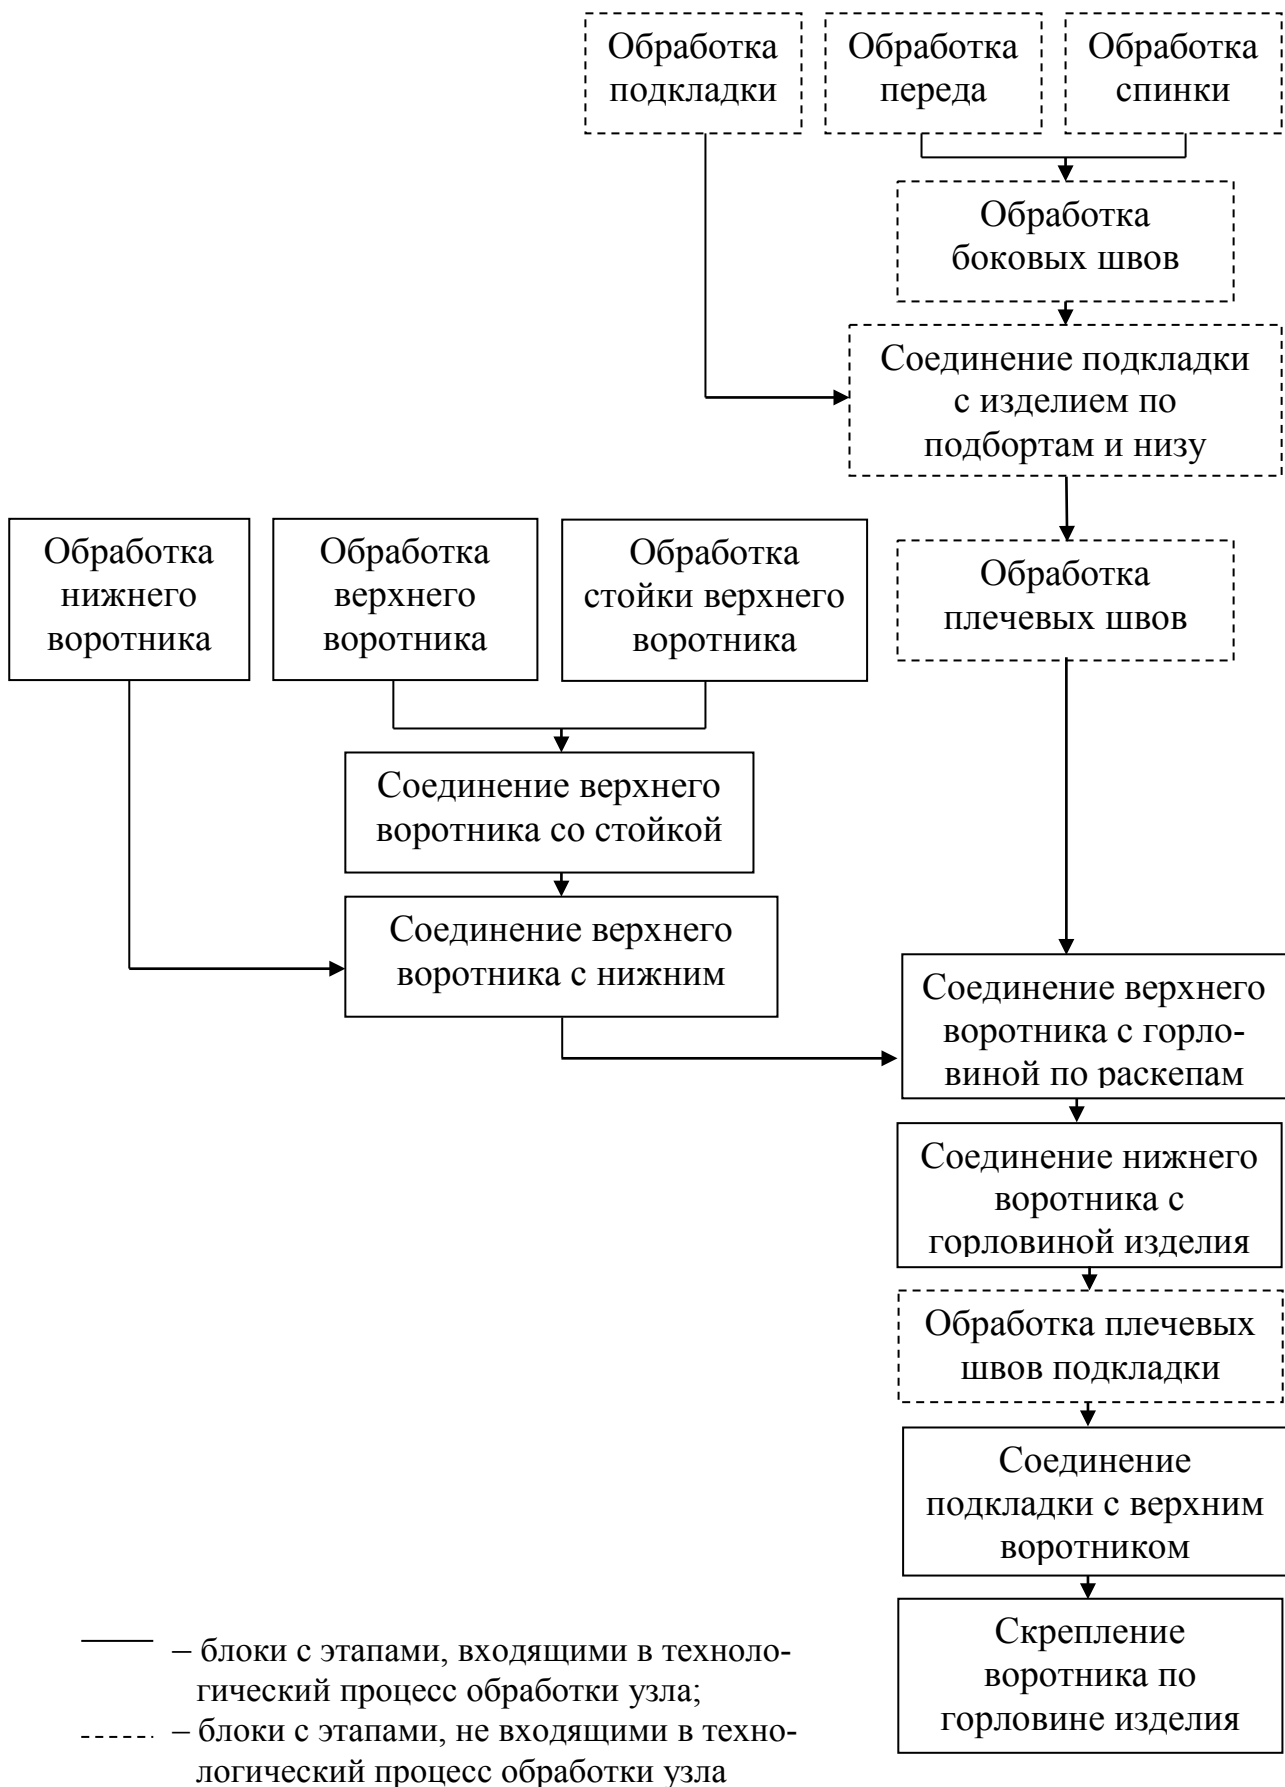 Обработка
подкладки
Обработка
переда
Обработка
спинки
Обработка
боковых швов
Соединение подкладки
с изделием по
подбортам и низу
Обработка
нижнего
воротника
Обработка
верхнего
воротника
Обработка
стойки верхнего
воротника
Обработка
плечевых швов
Соединение верхнего
воротника со стойкой
Соединение верхнего
воротника с нижним
Соединение верхнего
воротника с горло-
виной по раскепам
Соединение нижнего
воротника с
горловиной изделия
Обработка плечевых
швов подкладки
Соединение
подкладки с верхним
воротником
Скрепление
воротника по
горловине изделия
– блоки с этапами, входящими в техноло-
гический процесс обработки узла;
– блоки с этапами, не входящими в техно-
логический процесс обработки узла